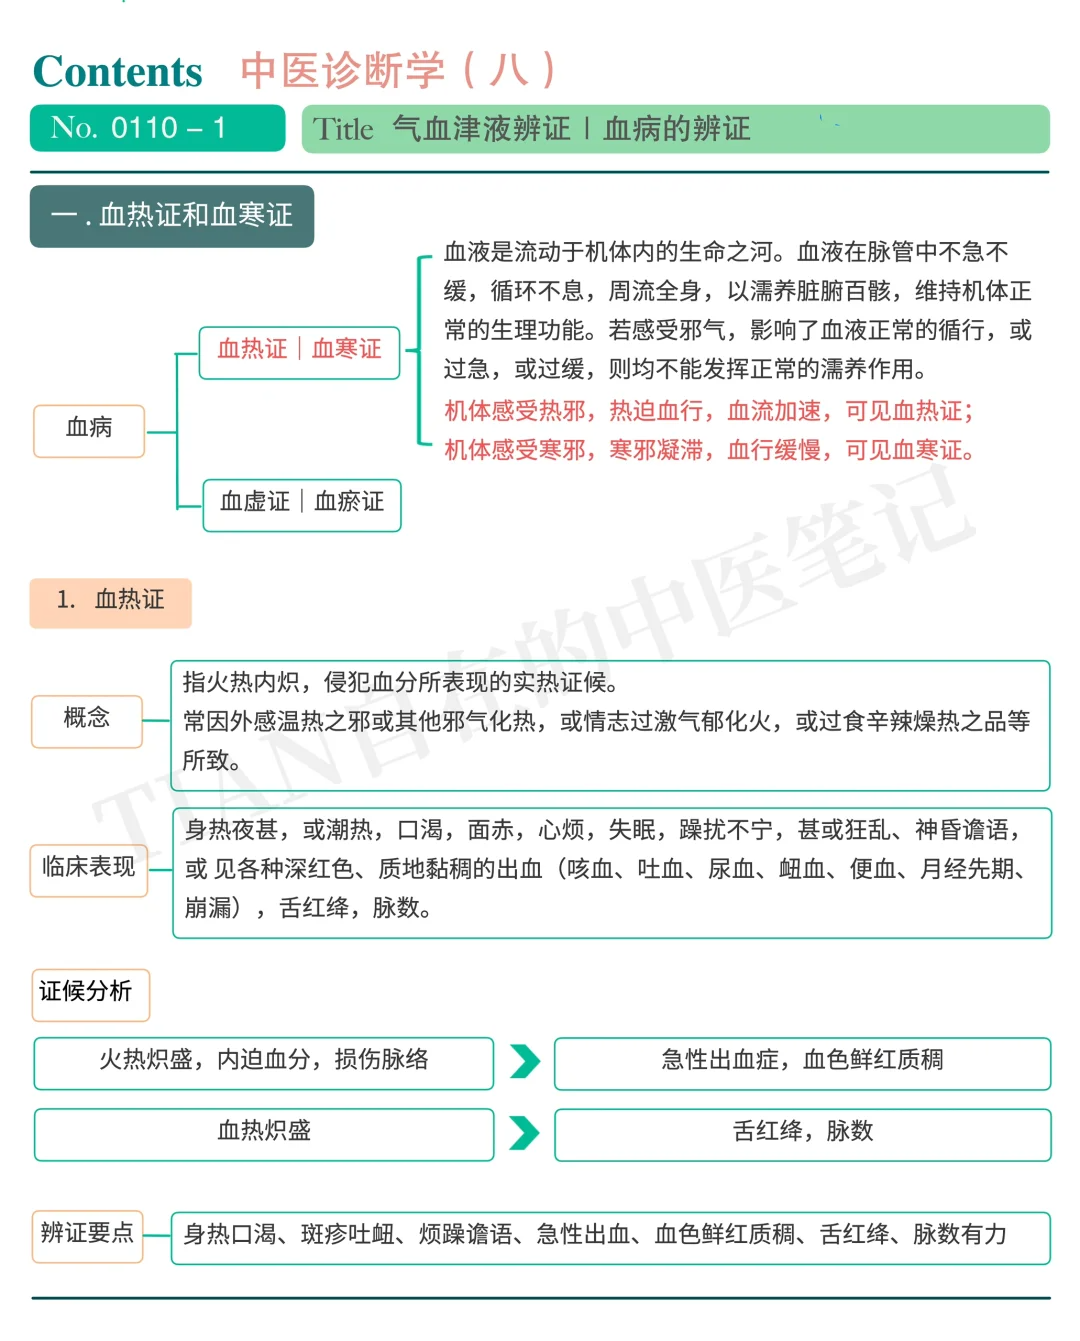 Contents 中医诊断学（八）
No. 0110 – 1
Title 气血津液辨证｜血病的辨证
一 . 血热证和血寒证
血液是流动于机体内的生命之河。血液在脉管中不急不
缓，循环不息，周流全身，以濡养脏腑百骸，维持机体正
常的生理功能。若感受邪气，影响了血液正常的循行，或
过急，或过缓，则均不能发挥正常的濡养作用。
机体感受热邪，热迫血行，血流加速，可见血热证；
机体感受寒邪，寒邪凝滞，血行缓慢，可见血寒证。
血热证｜血寒证
血病
血虚证｜血瘀证
1. 血热证
概念
指火热内炽，侵犯血分所表现的实热证候。
常因外感温热之邪或其他邪气化热，或情志过激气郁化火，或过食辛辣燥热之品等
所致。
临床表现
身热夜甚，或潮热，口渴，面赤，心烦，失眠，躁扰不宁，甚或狂乱、神昏谵语，
或 见各种深红色、质地黏稠的出血（咳血、吐血、尿血、衄血、便血、月经先期、
崩漏），舌红绛，脉数。
证候分析
火热炽盛，内迫血分，损伤脉络
急性出血症，血色鲜红质稠
血热炽盛
舌红绛，脉数
辨证要点
身热口渴、斑疹吐衄、烦躁谵语、急性出血、血色鲜红质稠、舌红绛、脉数有力
TIAN自在的中医笔记